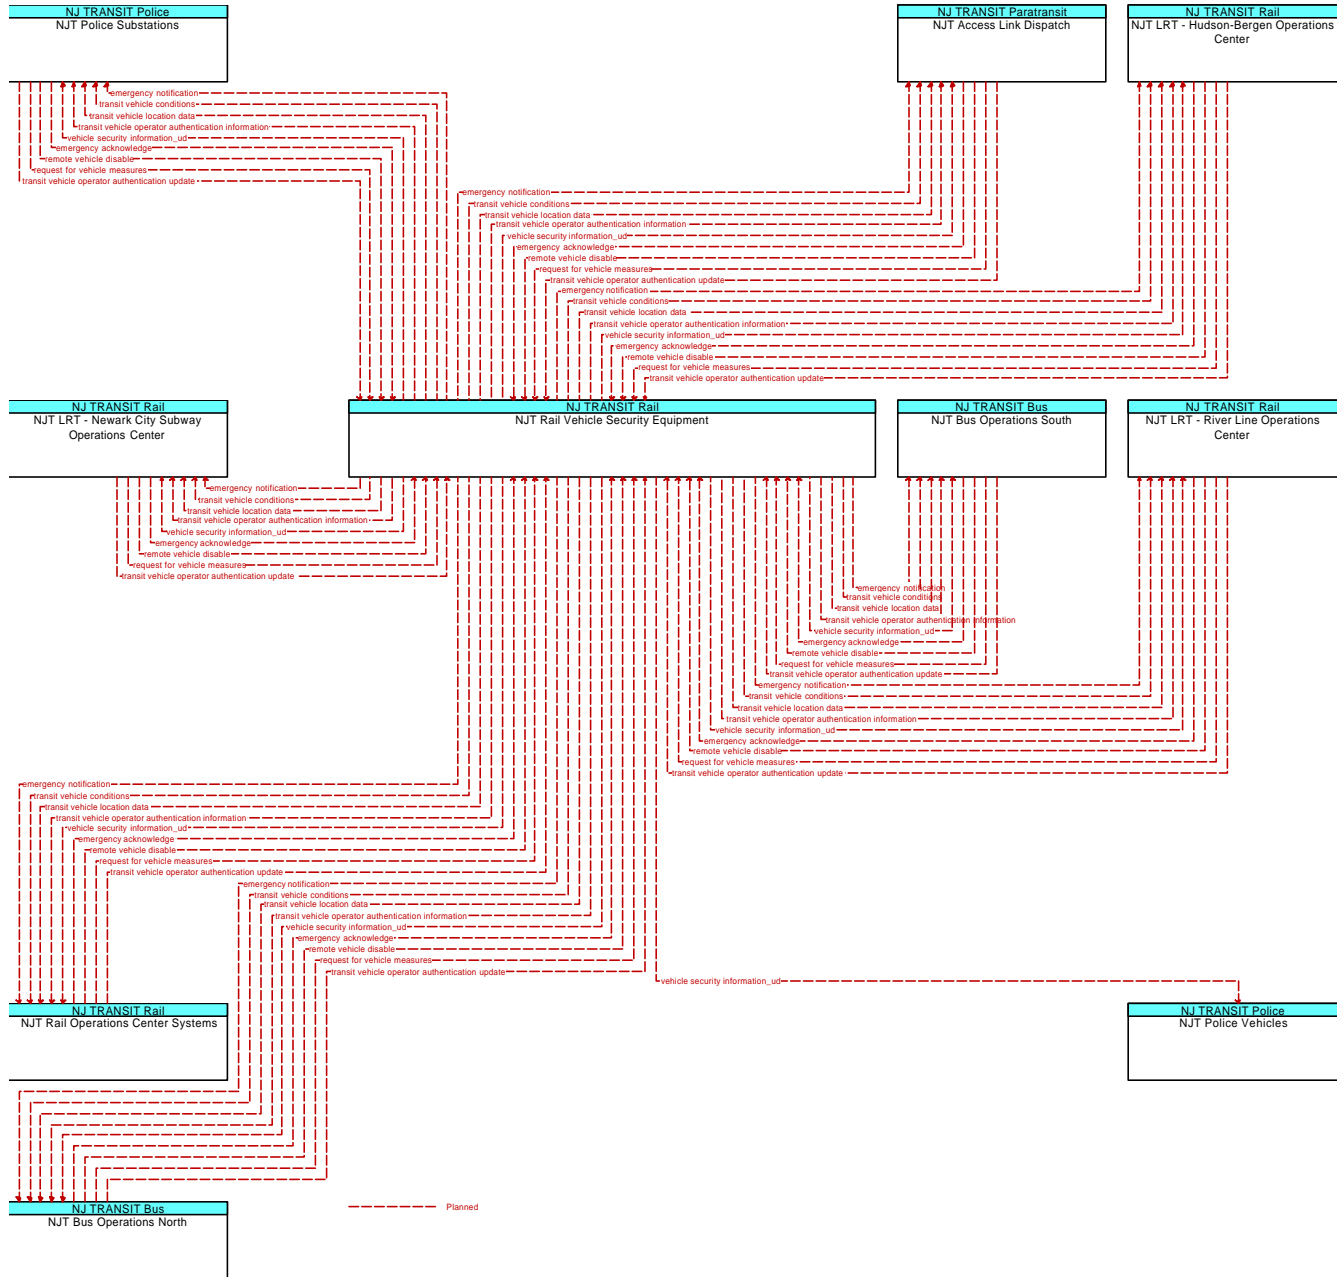 NJ TRANSIT Police
NJT Police Substations
NJ TRANSIT Paratransit
NJT Access Link Dispatch
NJ TRANSIT Rail
NJT LRT - Hudson-Bergen Operations
Center
emergency notification
transit vehicle conditions
transit vehicle location data
transit vehicle operator authentication information
vehicle security information_ud
emergency acknowledge
remote vehicle disable
request for vehicle measures
transit vehicle operator authentication update
emergency notification
transit vehicle conditions
transit vehicle location data
transit vehicle operator authentication information
vehicle security information_ud
emergency acknowledge
remote vehicle disable
request for vehicle measures
transit vehicle operator authentication update
emergency notification
transit vehicle conditions
transit vehicle location data
transit vehicle operator authentication information
vehicle security information_ud
emergency acknowledge
remote vehicle disable
request for vehicle measures
transit vehicle operator authentication update
NJ TRANSIT Rail
NJT LRT - Newark City Subway
Operations Center
NJ TRANSIT Rail
NJT Rail Vehicle Security Equipment
NJ TRANSIT Bus
NJT Bus Operations South
NJ TRANSIT Rail
NJT LRT - River Line Operations
Center
emergency notification
transit vehicle conditions
transit vehicle location data
transit vehicle operator authentication information
vehicle security information_ud
emergency acknowledge
remote vehicle disable
request for vehicle measures
transit vehicle operator authentication update
emergency notification
transit vehicle conditions
transit vehicle location data
transit vehicle operator authentication information
vehicle security information_ud
emergency acknowledge
remote vehicle disable
request for vehicle measures
transit vehicle operator authentication update
emergency notification
transit vehicle conditions
transit vehicle location data
transit vehicle operator authentication information
vehicle security information_ud
emergency acknowledge
remote vehicle disable
request for vehicle measures
transit vehicle operator authentication update
emergency notification
transit vehicle conditions
transit vehicle location data
transit vehicle operator authentication information
vehicle security information_ud
emergency acknowledge
remote vehicle disable
request for vehicle measures
transit vehicle operator authentication update
emergency notification
transit vehicle conditions
transit vehicle location data
transit vehicle operator authentication information
vehicle security information_ud
emergency acknowledge
remote vehicle disable
request for vehicle measures
transit vehicle operator authentication update
vehicle security information_ud
NJ TRANSIT Rail
NJT Rail Operations Center Systems
NJ TRANSIT Police
NJT Police Vehicles
NJ TRANSIT Bus
NJT Bus Operations North
Planned